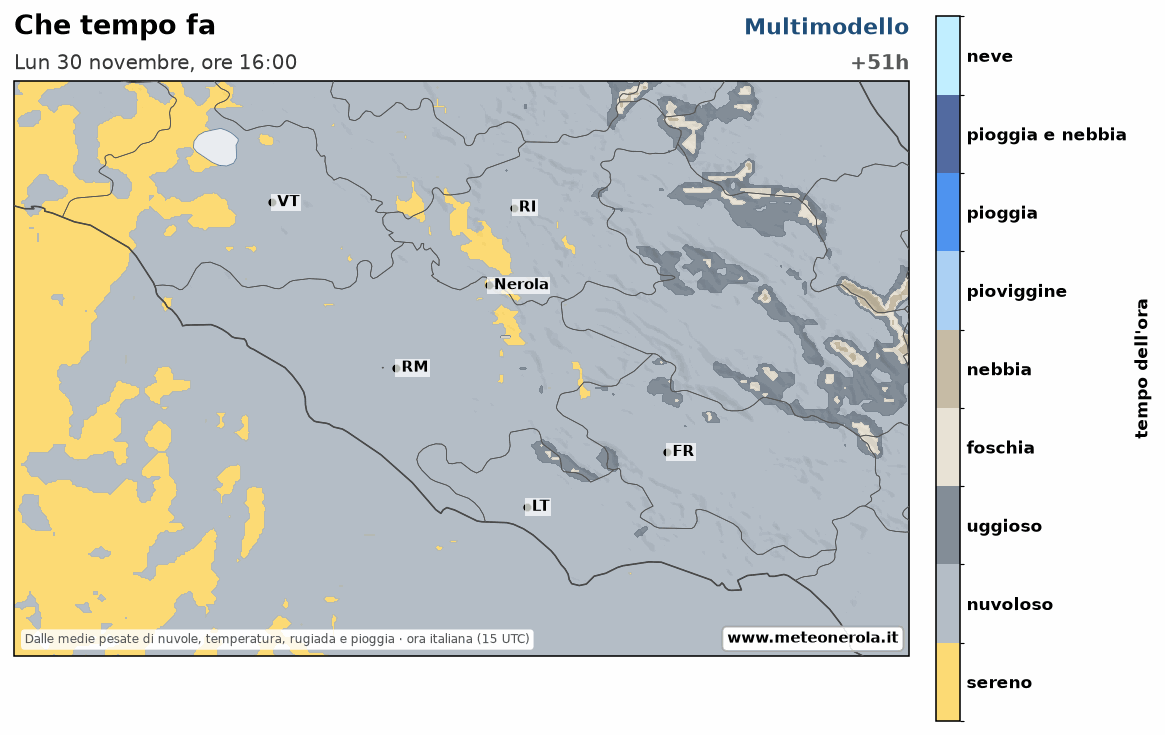 Che tempo fa
Multimodello
Lun 30 novembre, ore 16:00
+51h
neve
pioggia e nebbia
pioggia
pioviggine
nebbia
foschia
uggioso
nuvoloso
sereno
tempo dell'ora
VT
RI
Nerola
RM
FR
LT
Dalle medie pesate di nuvole, temperatura, rugiada e pioggia · ora italiana (15 UTC)
www.meteonerola.it